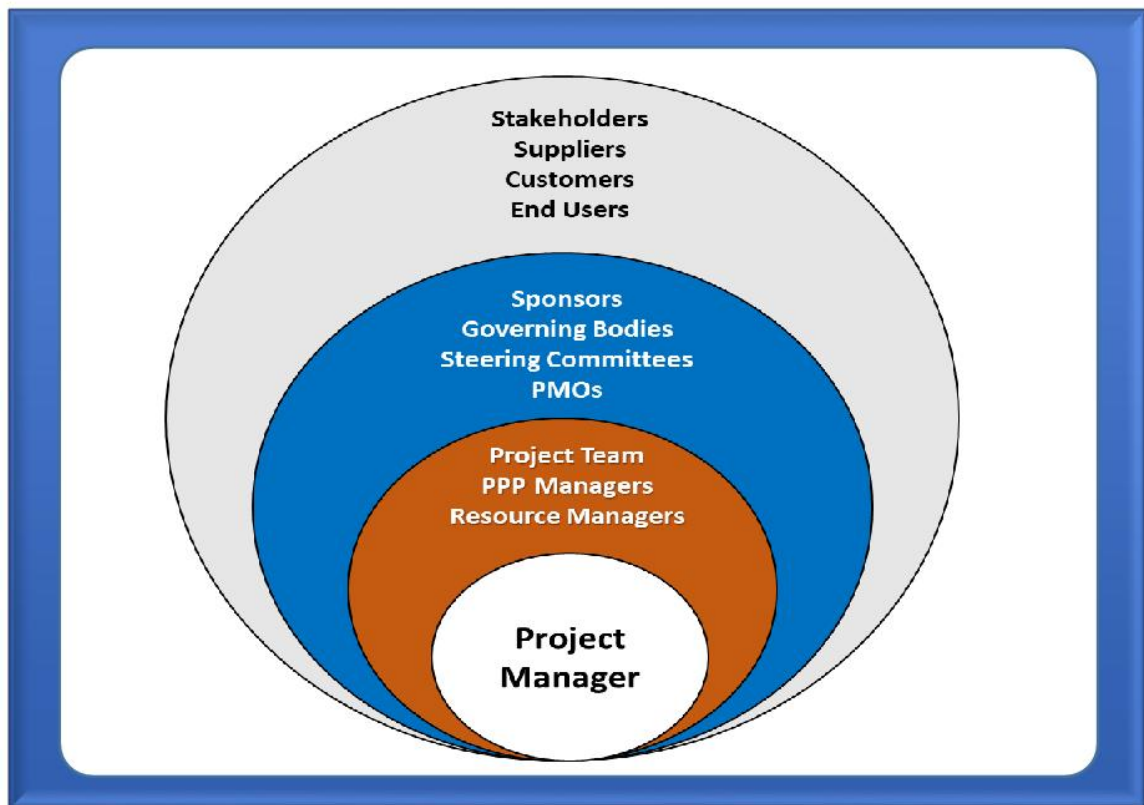 Stakeholders
Suppliers
Customers
End Users
Sponsors
Governing Bodies
Steering Committees
PMOs
Project Team
PPP Managers
Resource Managers
Project
Manager